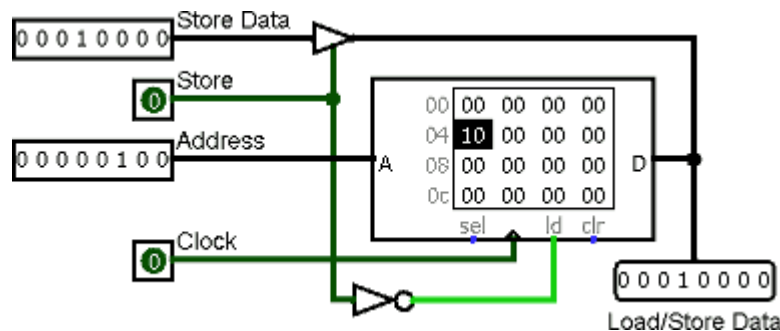 00010000 Store Data
0 Store
00 00 00 00 00
04 10 00 00 00
00000100 Address
A 08 00 00 00 00 D
0c 00 00 00 00
sel ld clr
0 Clock
00010000
Load/Store Data